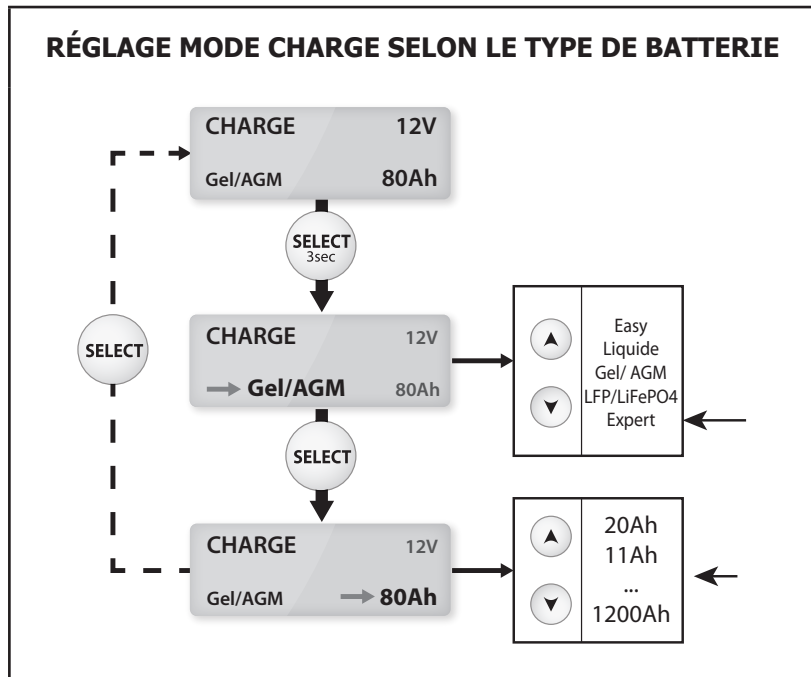 RÉGLAGE MODE CHARGE SELON LE TYPE DE BATTERIE
CHARGE 12V
Gel/AGM 80Ah
SELECT
3sec
CHARGE 12V
Gel/AGM 80Ah
SELECT
Easy
Liquide
Gel/ AGM
LFP/LiFePO4
Expert
SELECT
CHARGE 12V
Gel/AGM 80Ah
20Ah
11Ah
...
1200Ah